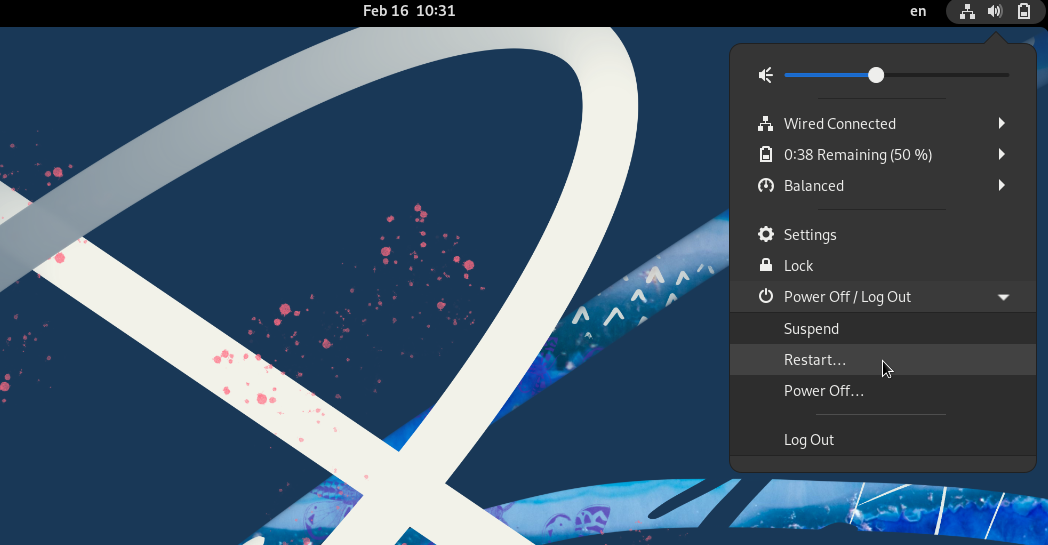 Feb 16 10:31
en
Wired Connected
0:38 Remaining (50 %)
Balanced
Settings
Lock
Power Off / Log Out
Suspend
Restart…
Power Off…
Log Out